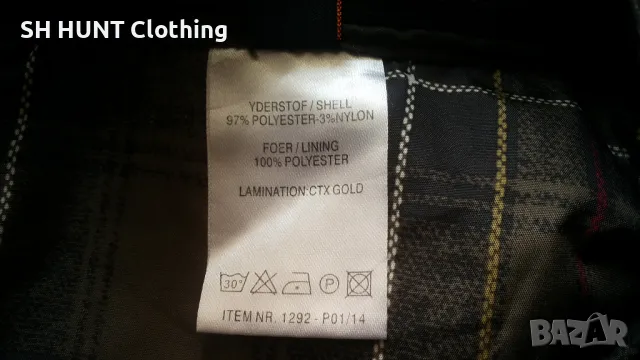 SH HUNT Clothing
YDERSTOF / SHELL
97% POLYESTER-3%NYLON
FOER / LINING
100% POLYESTER
LAMINATION:CTX GOLD
30°
P
ITEM NR. 1292 - P01/14
BAZAR